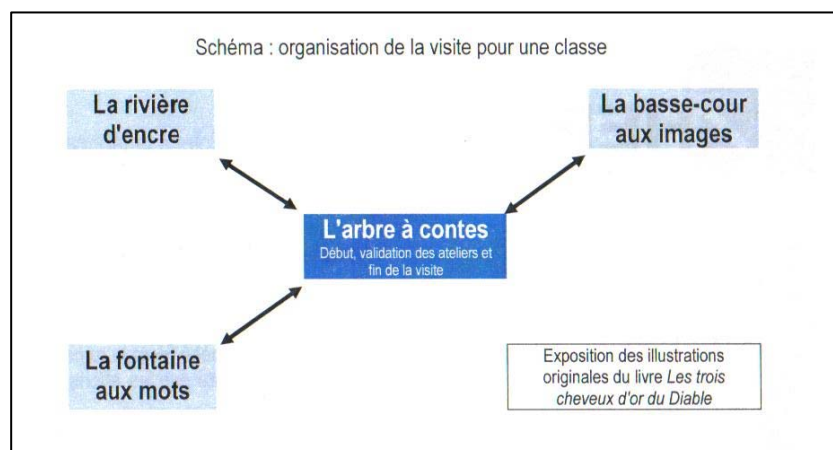 Schéma : organisation de la visite pour une classe
La rivière
d'encre
La basse-cour
aux images
L'arbre à contes
Début, validation des ateliers et
fin de la visite
La fontaine
aux mots
Exposition des illustrations
originales du livre Les trois
cheveux d'or du Diable